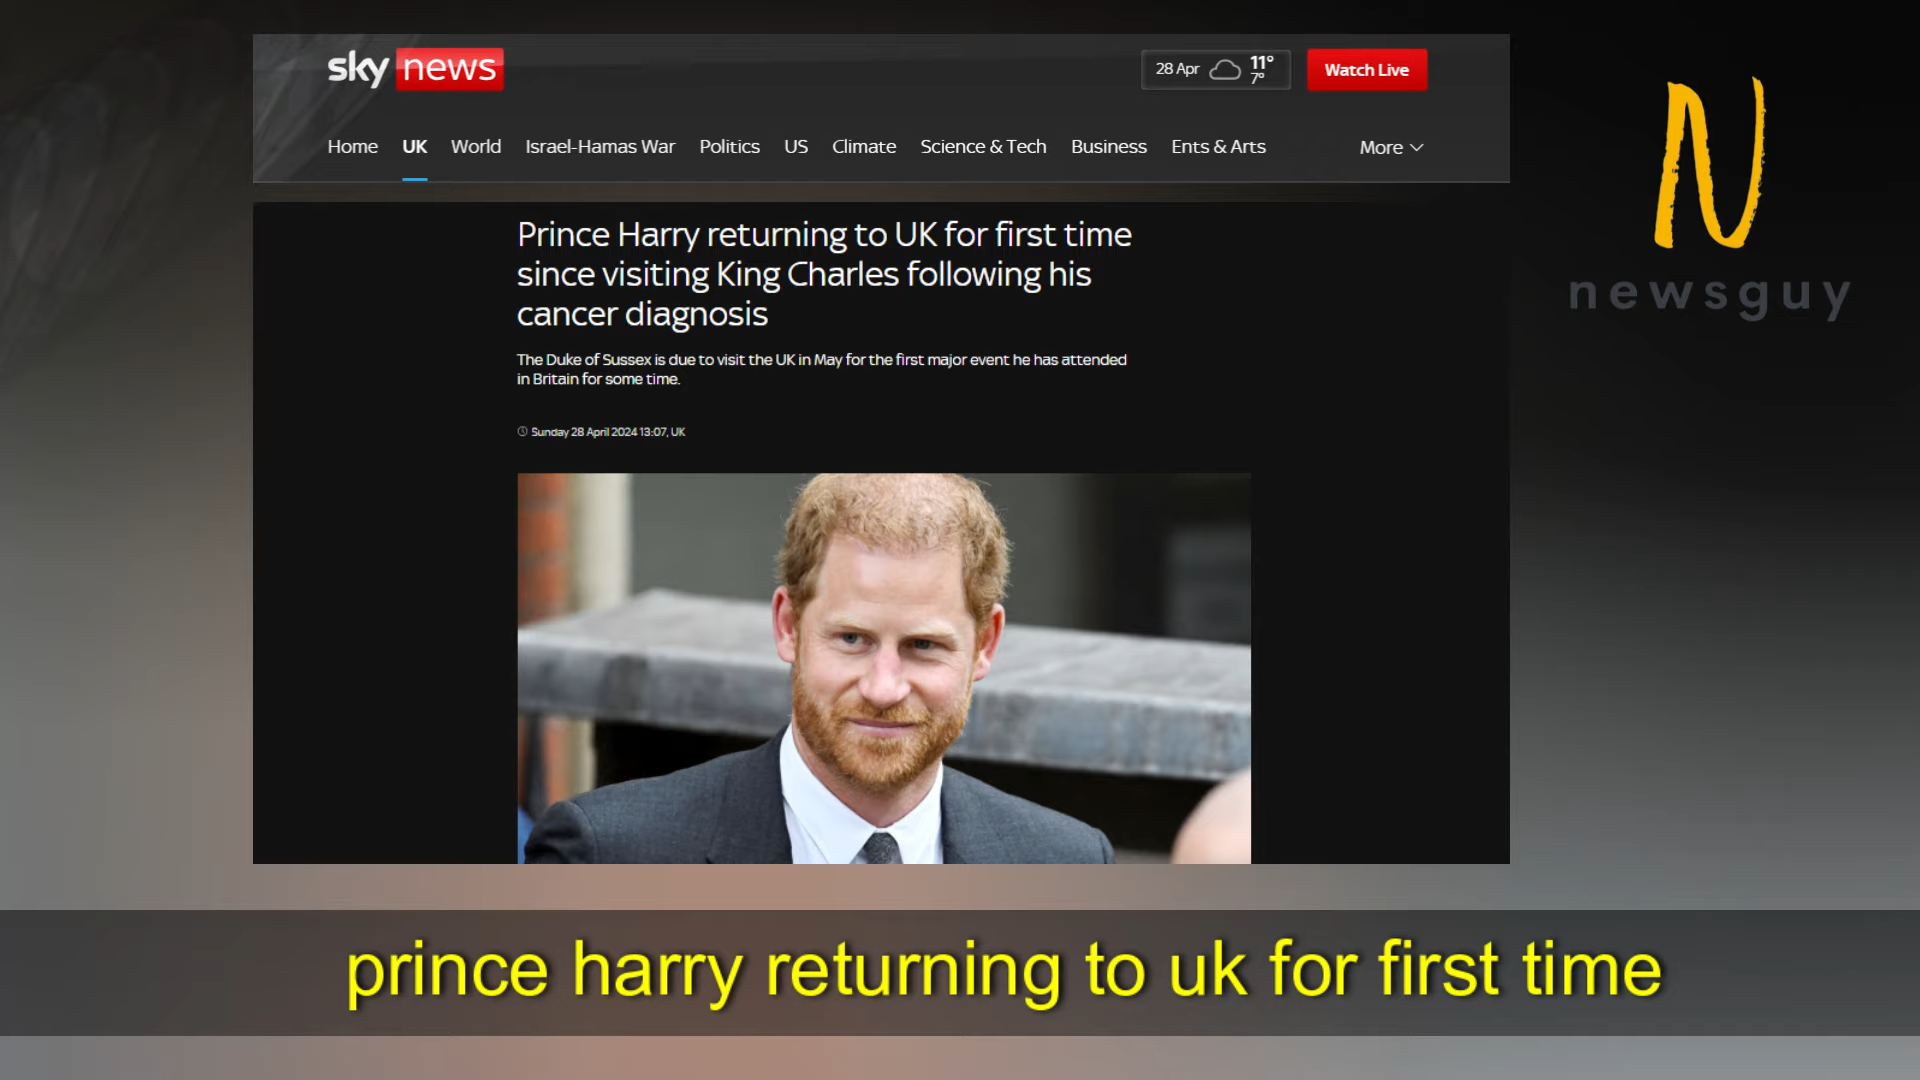 sky news
28 Apr 11° 7°
Watch Live
Home UK World Israel-Hamas War Politics US Climate Science & Tech Business Ents & Arts More
Prince Harry returning to UK for first time
since visiting King Charles following his
cancer diagnosis
The Duke of Sussex is due to visit the UK in May for the first major event he has attended
in Britain for some time.
Sunday 28 April 2024 13:07, UK
N
newsguy
prince harry returning to uk for first time